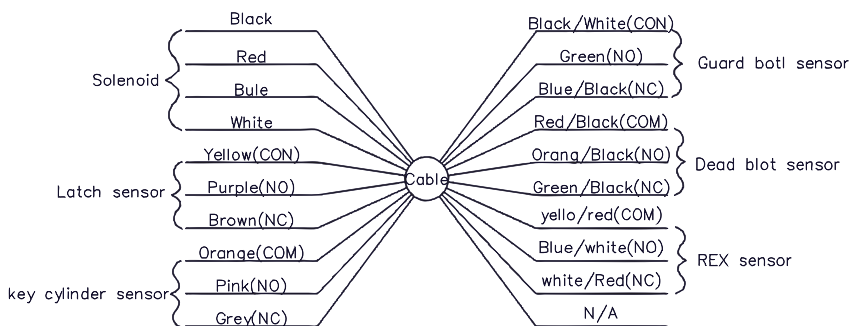 Black
Red
Solenoid
Bule
White
Yellow(CON)
Latch sensor
Purple(NO)
Brown(NC)
Orange(COM)
key cylinder sensor
Pink(NO)
Grey(NC)
Cable
Black/White(CON)
Green(NO)
Guard botl sensor
Blue/Black(NC)
Red/Black(COM)
Orang/Black(NO)
Dead blot sensor
Green/Black(NC)
yello/red(COM)
Blue/white(NO)
REX sensor
white/Red(NC)
N/A